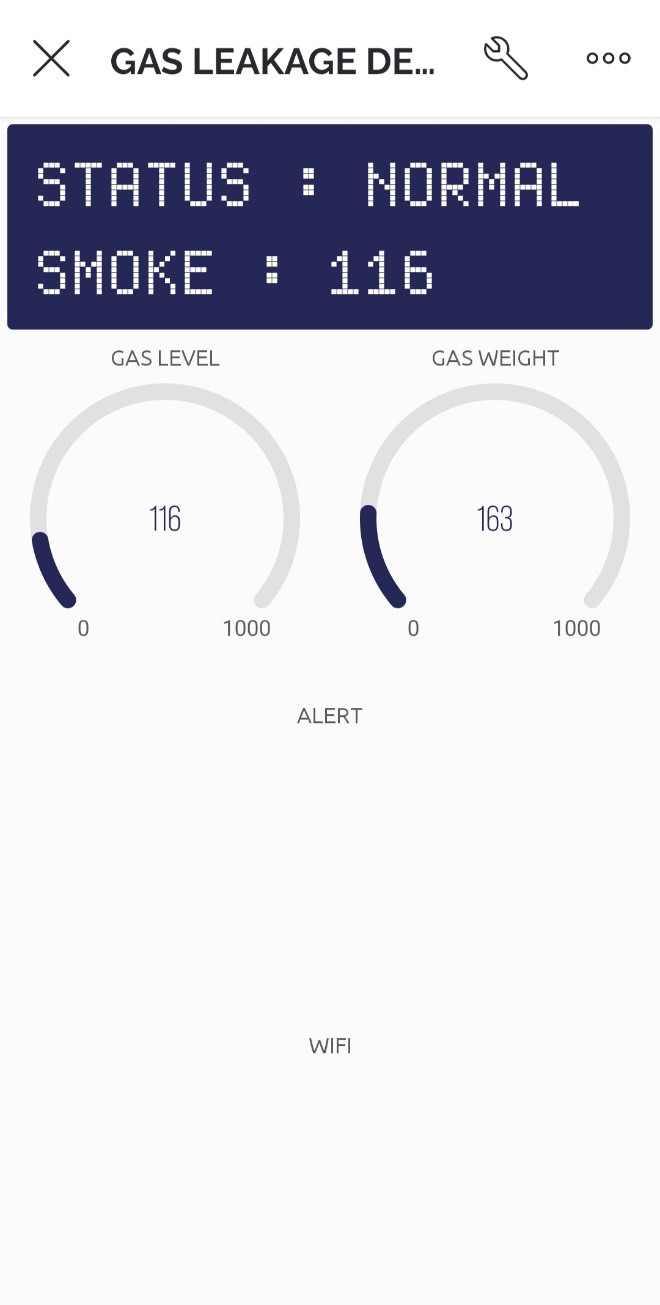 GAS LEAKAGE DE...
STATUS : NORMAL
SMOKE : 116
GAS LEVEL
GAS WEIGHT
116
163
0
1000
0
1000
ALERT
WIFI